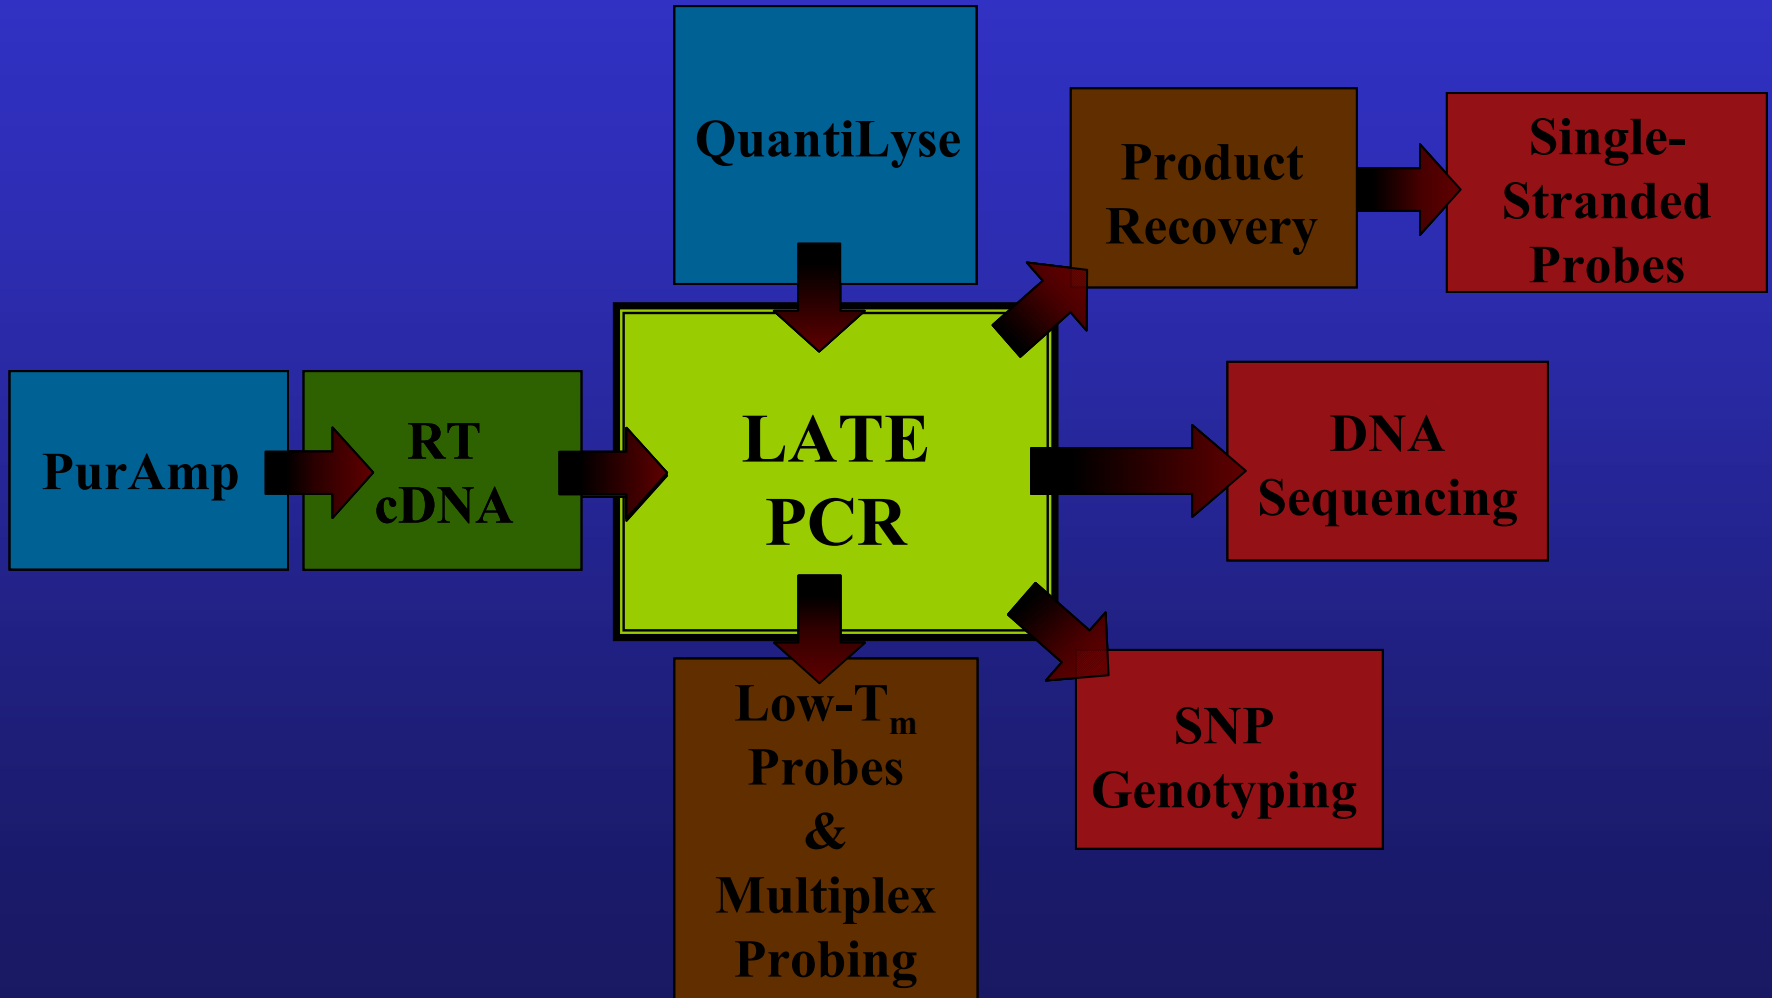 QuantiLyse
Product
Recovery
Single-
Stranded
Probes
PurAmp
RT
cDNA
LATE
PCR
DNA
Sequencing
Low-Tm
Probes
&
Multiplex
Probing
SNP
Genotyping